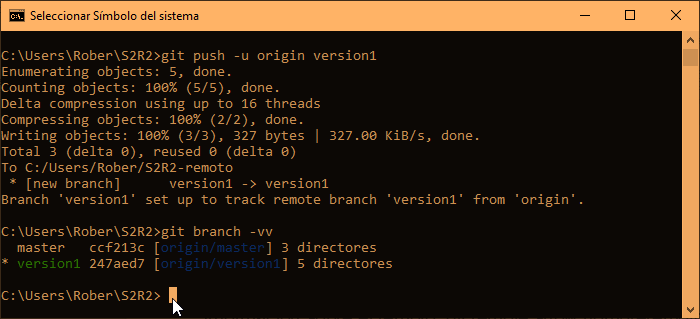 Seleccionar Símbolo del sistema
C:\Users\Rober\S2R2>git push -u origin version1
Enumerating objects: 5, done.
Counting objects: 100% (5/5), done.
Delta compression using up to 16 threads
Compressing objects: 100% (2/2), done.
Writing objects: 100% (3/3), 327 bytes | 327.00 KiB/s, done.
Total 3 (delta 0), reused 0 (delta 0)
To C:/Users/Rober/S2R2-remoto
 * [new branch]      version1 -> version1
Branch 'version1' set up to track remote branch 'version1' from 'origin'.
C:\Users\Rober\S2R2>git branch -vv
  master   ccf213c [origin/master] 3 directores
* version1 247aed7 [origin/version1] 5 directores
C:\Users\Rober\S2R2>